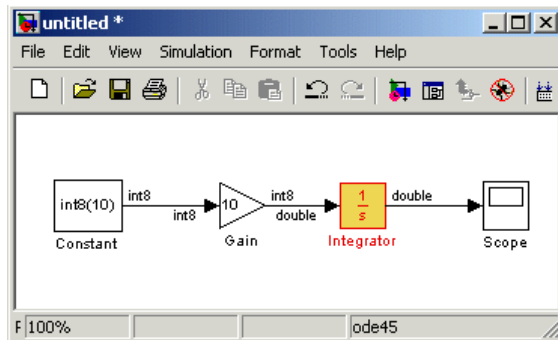 untitled *
File Edit View Simulation Format Tools Help
int8(10)
int8
int8
10
int8
double
1
s
double
Constant
Gain
Integrator
Scope
F 100%
ode45